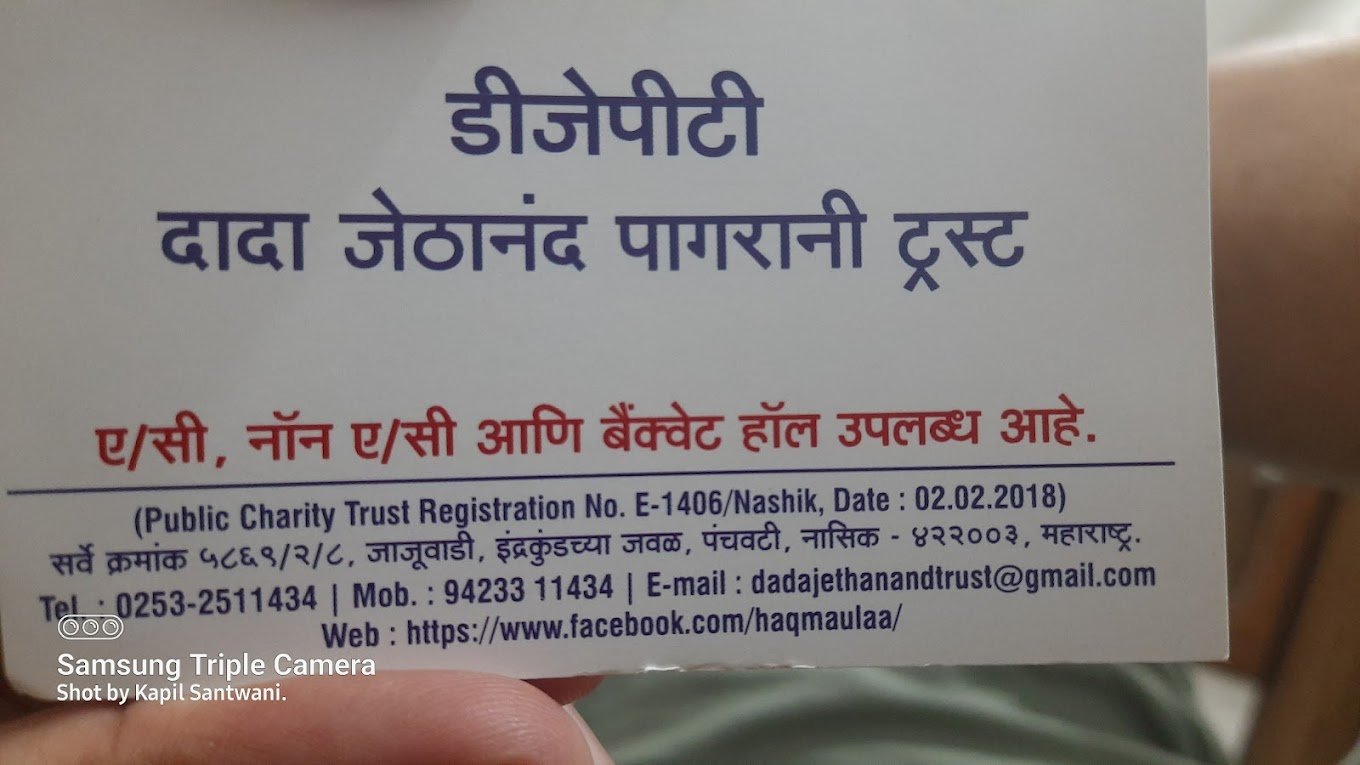 डीजेपीटी
दादा जेठानंद पागरानी ट्रस्ट
ए/सी, नॉन ए/सी आणि बैंक्वेट हॉल उपलब्ध आहे.
(Public Charity Trust Registration No. E-1406/Nashik, Date : 02.02.2018)
सर्वे क्रमांक ५८६९/२/८, जाजूवाडी, इंद्रकुंडच्या जवळ, पंचवटी, नासिक - ४२२००३, महाराष्ट्र.
Tel. : 0253-2511434 | Mob. : 94233 11434 | E-mail : dadajethanandtrust@gmail.com
Web : https://www.facebook.com/haqmaulaa/
Samsung Triple Camera
Shot by Kapil Santwani.